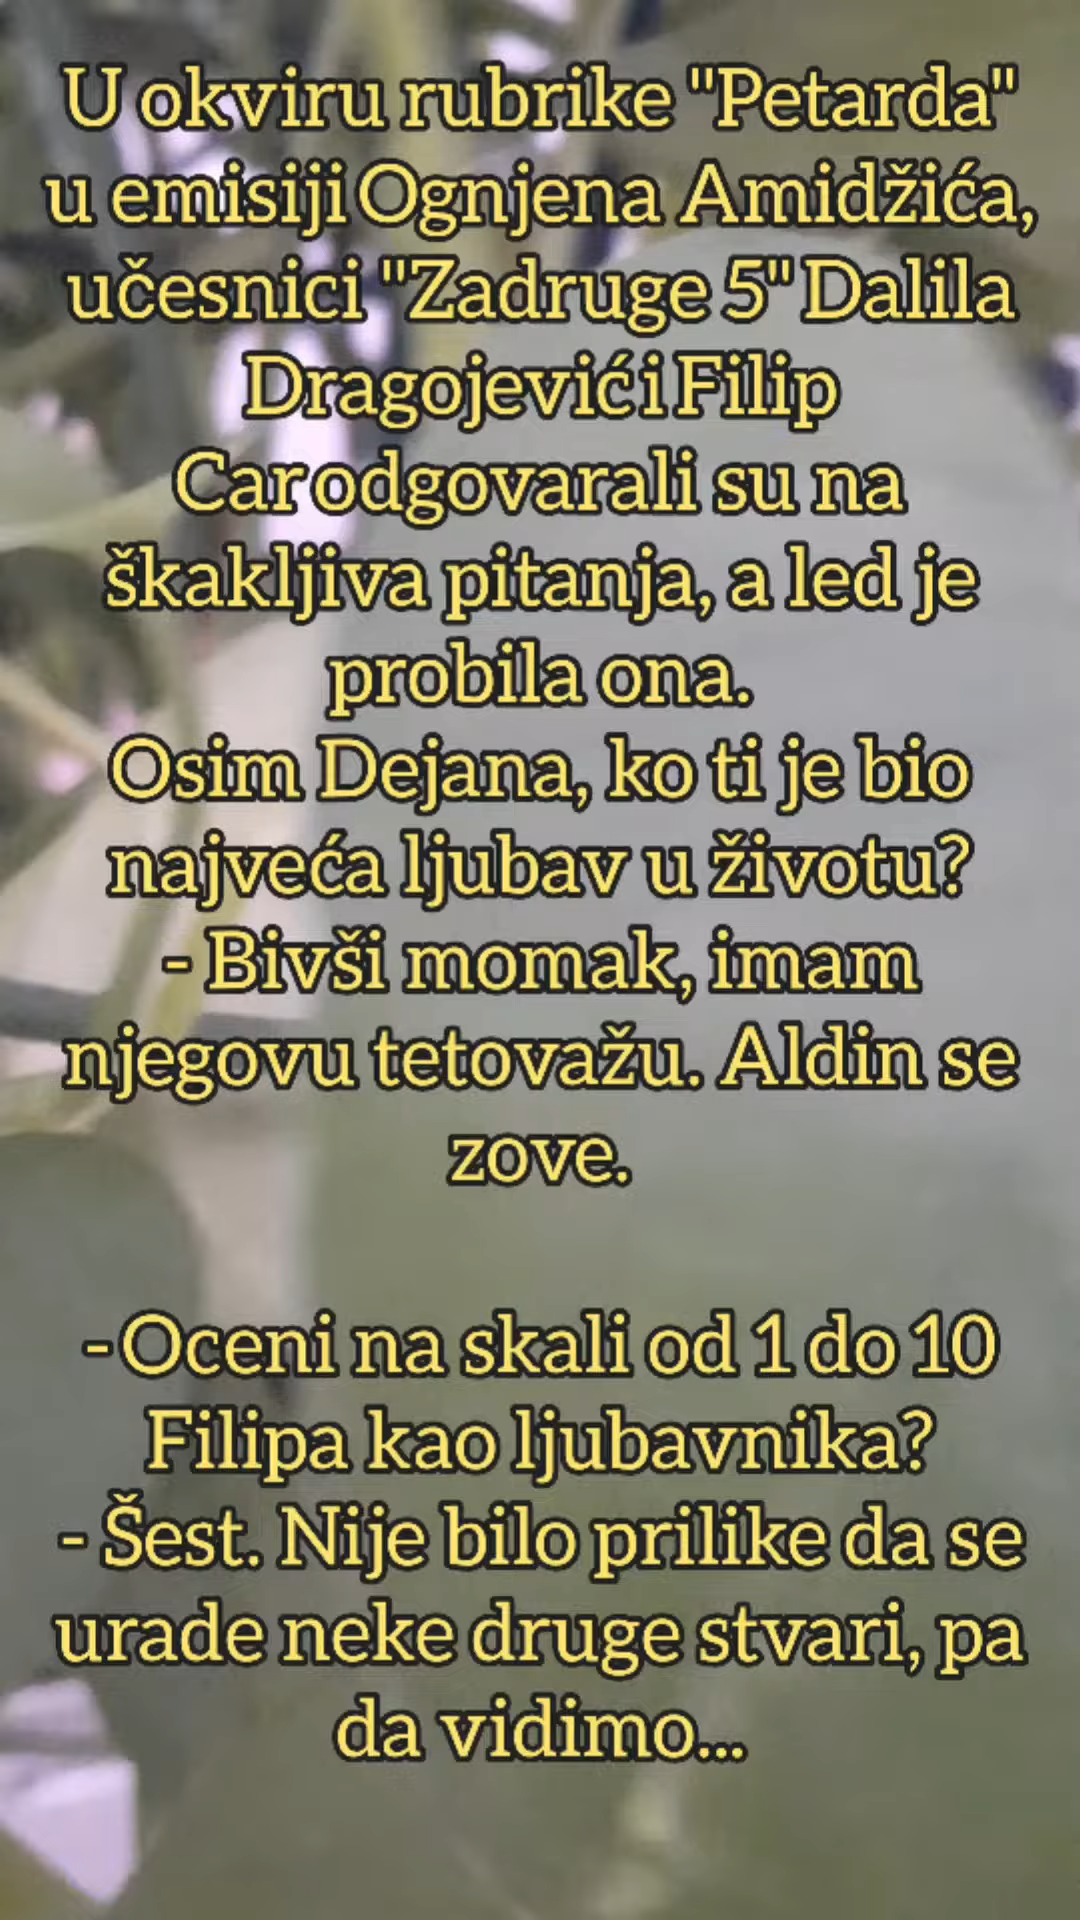 U okviru rubrike "Petarda"
u emisiji Ognjena Amidžića,
učesnici "Zadruge 5" Dalila
Dragojević i Filip
Car odgovarali su na
škakljiva pitanja, a led je
probila ona.
Osim Dejana, ko ti je bio
najveća ljubav u životu?
- Bivši momak, imam
njegovu tetovažu. Aldin se
zove.
- Oceni na skali od 1 do 10
Filipa kao ljubavnika?
- Šest. Nije bilo prilike da se
urade neke druge stvari, pa
da vidimo...